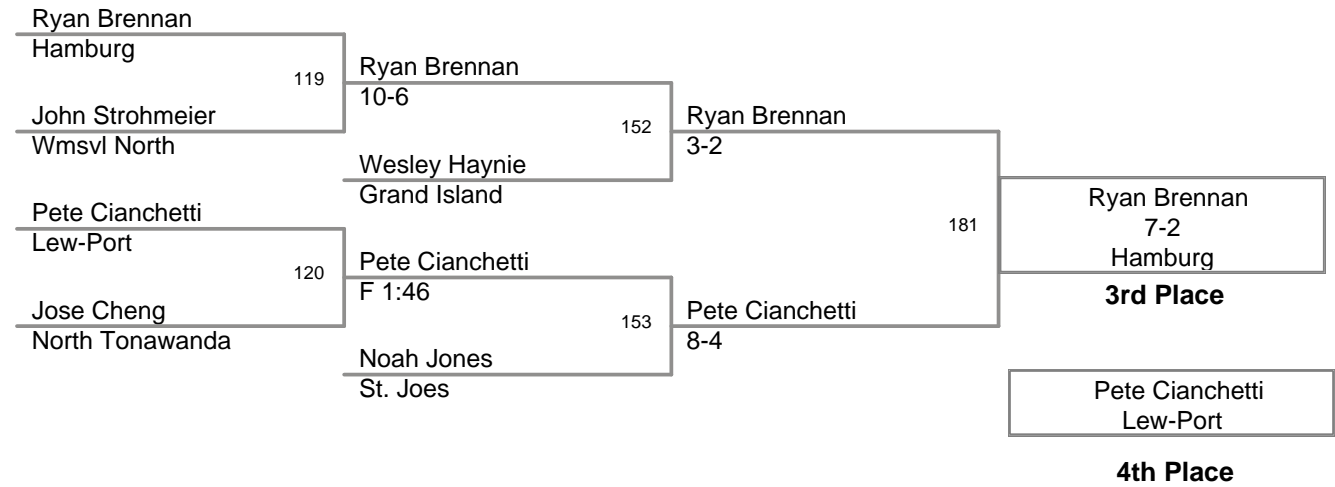 Ryan Brennan
Hamburg
119
John Strohmeier
Wmsvl North
Pete Cianchetti
Lew-Port
120
Jose Cheng
North Tonawanda
Ryan Brennan
10-6
152
Wesley Haynie
Grand Island
Pete Cianchetti
F 1:46
153
Noah Jones
St. Joes
Ryan Brennan
3-2
181
Pete Cianchetti
8-4
Ryan Brennan
7-2
Hamburg
3rd Place
Pete Cianchetti
Lew-Port
4th Place